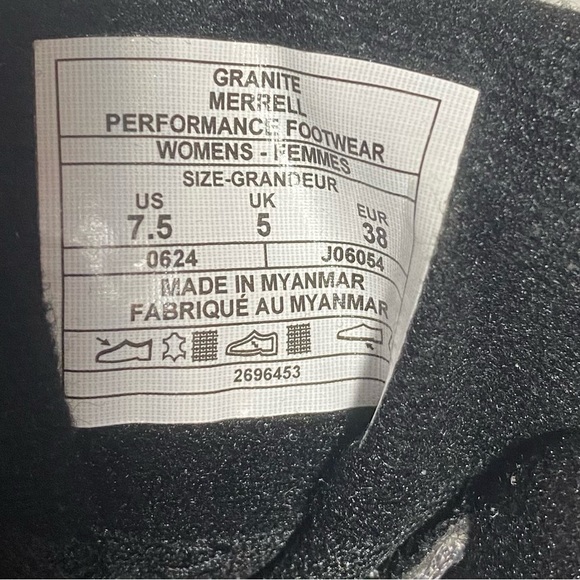 GRANITE
MERRELL
PERFORMANCE FOOTWEAR
WOMENS - FEMMES
SIZE-GRANDEUR
US UK EUR
7.5 5 38
0624 J06054
MADE IN MYANMAR
FABRIQUÉ AU MYANMAR
2696453